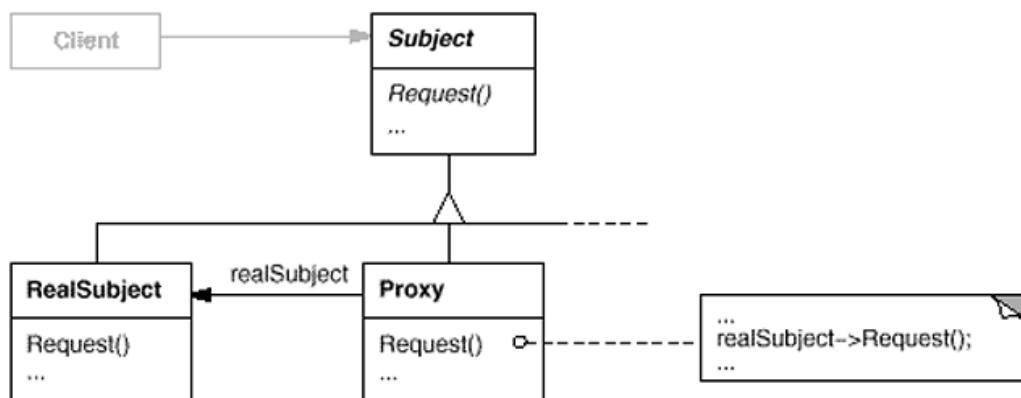 Client
Subject
Request()
...
realSubject
RealSubject
Request()
...
Proxy
Request()
...
...
realSubject->Request();
...